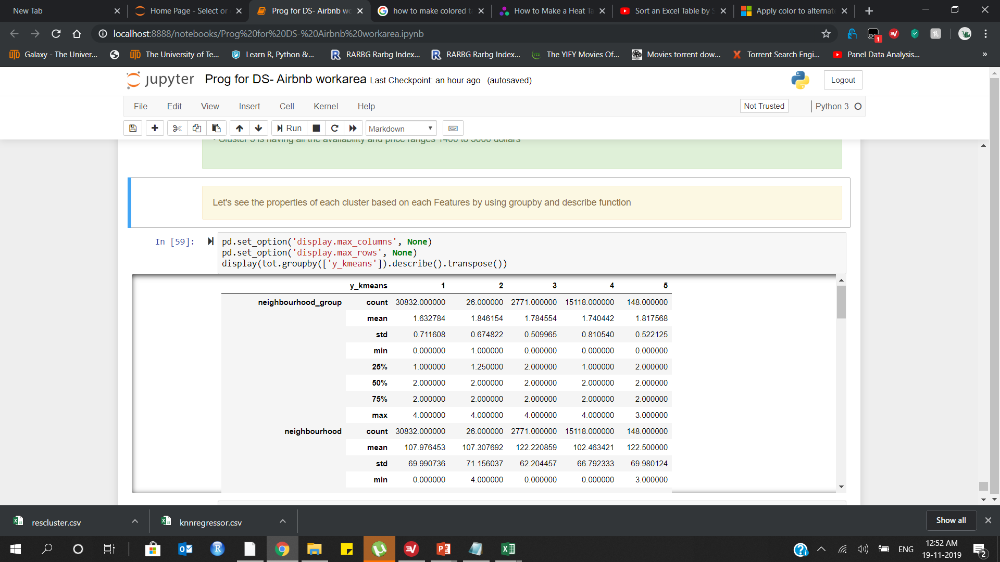 New Tab
Home Page - Select or
Prog for DS- Airbnb wo
how to make colored t
How to Make a Heat Ta
Sort an Excel Table by S
Apply color to alternate
localhost:8888/notebooks/Prog%20for%20DS-%20Airbnb%20workarea.ipynb
1
Galaxy - The Univer...
The University of Te...
Learn R, Python &...
RARBG Rarbg Index...
RARBG Rarbg Index...
The YIFY Movies Of...
Movies torrent dow...
Torrent Search Engi...
Panel Data Analysis...
»
jupyter Prog for DS- Airbnb workarea Last Checkpoint: an hour ago (autosaved)
Logout
File Edit View Insert Cell Kernel Help
Not Trusted
Python 3
Run
Markdown
- Cluster 5 is having all the availability and price ranges 1400 to 5000 dollars
Let's see the properties of each cluster based on each Features by using groupby and describe function
In [59]:
pd.set_option('display.max_columns', None)
pd.set_option('display.max_rows', None)
display(tot.groupby(['y_kmeans']).describe().transpose())
y_kmeans 1 2 3 4 5
neighbourhood_group count 30832.000000 26.000000 2771.000000 15118.000000 148.000000
mean 1.632784 1.846154 1.784554 1.740442 1.817568
std 0.711608 0.674822 0.509965 0.810540 0.522125
min 0.000000 1.000000 0.000000 0.000000 0.000000
25% 1.000000 1.250000 2.000000 1.000000 2.000000
50% 2.000000 2.000000 2.000000 2.000000 2.000000
75% 2.000000 2.000000 2.000000 2.000000 2.000000
max 4.000000 4.000000 4.000000 4.000000 3.000000
neighbourhood count 30832.000000 26.000000 2771.000000 15118.000000 148.000000
mean 107.976453 107.307692 122.220859 102.463421 122.500000
std 69.990736 71.156037 62.204457 66.792333 69.980124
min 0.000000 4.000000 0.000000 0.000000 3.000000
rescluster.csv
knnregressor.csv
Show all
ENG
12:52 AM
19-11-2019
2